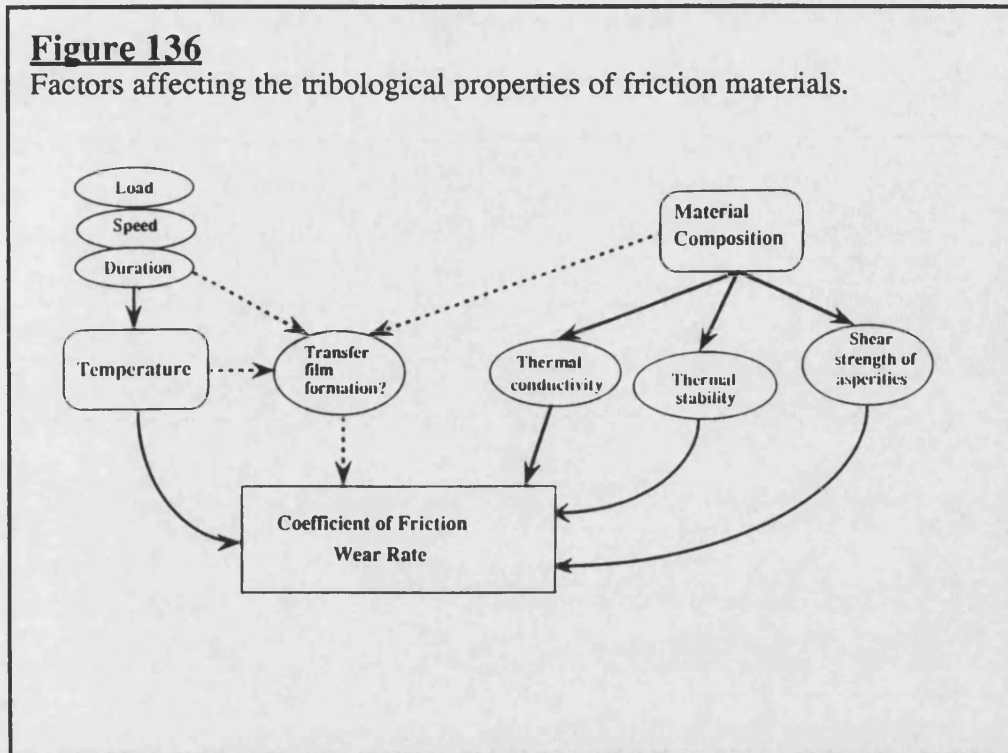 Figure 136
Factors affecting the tribological properties of friction materials.
Load
Speed
Duration
Temperature
Transfer
film
formation?
Material
Composition
Thermal
conductivity
Thermal
stability
Shear
strength of
asperities
Coefficient of Friction
Wear Rate